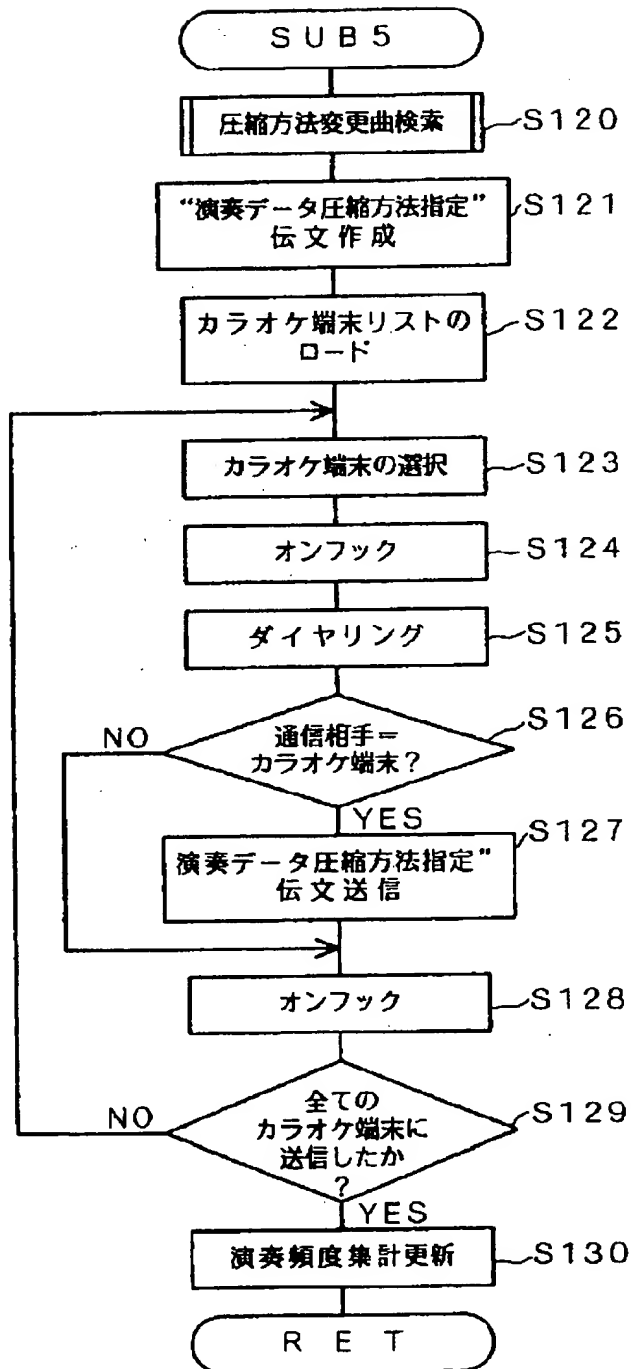 SUB5
圧縮方法変更曲検索
S120
“演奏データ圧縮方法指定”
伝文作成
S121
カラオケ端末リストの
ロード
S122
カラオケ端末の選択
S123
オンフック
S124
ダイヤリング
S125
通信相手=
カラオケ端末?
S126
NO
YES
演奏データ圧縮方法指定”
伝文送信
S127
オンフック
S128
全ての
カラオケ端末に
送信したか
?
S129
NO
YES
演奏頻度集計更新
S130
RET